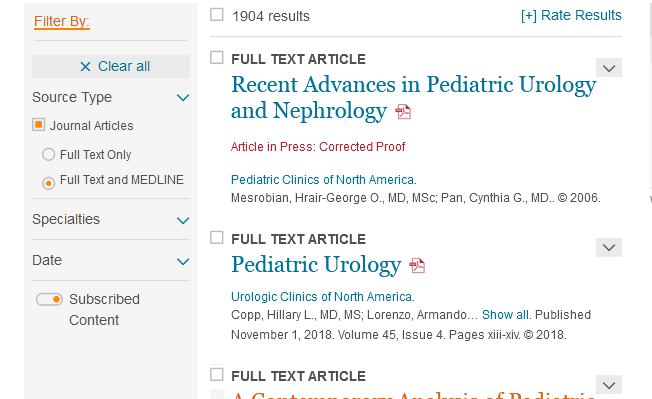 Filter By:
Clear all
Source Type
Journal Articles
Full Text Only
Full Text and MEDLINE
Specialties
Date
Subscribed
Content
1904 results
[+] Rate Results
FULL TEXT ARTICLE
Recent Advances in Pediatric Urology
and Nephrology
Article in Press: Corrected Proof
Pediatric Clinics of North America.
Mesrobian, Hrair-George O., MD, MSc; Pan, Cynthia G., MD.. © 2006.
FULL TEXT ARTICLE
Pediatric Urology
Urologic Clinics of North America.
Copp, Hillary L., MD, MS; Lorenzo, Armando... Show all. Published
November 1, 2018. Volume 45, Issue 4. Pages xiii-xiv. © 2018.
FULL TEXT ARTICLE
A Contemporary Analysis of Pediatric